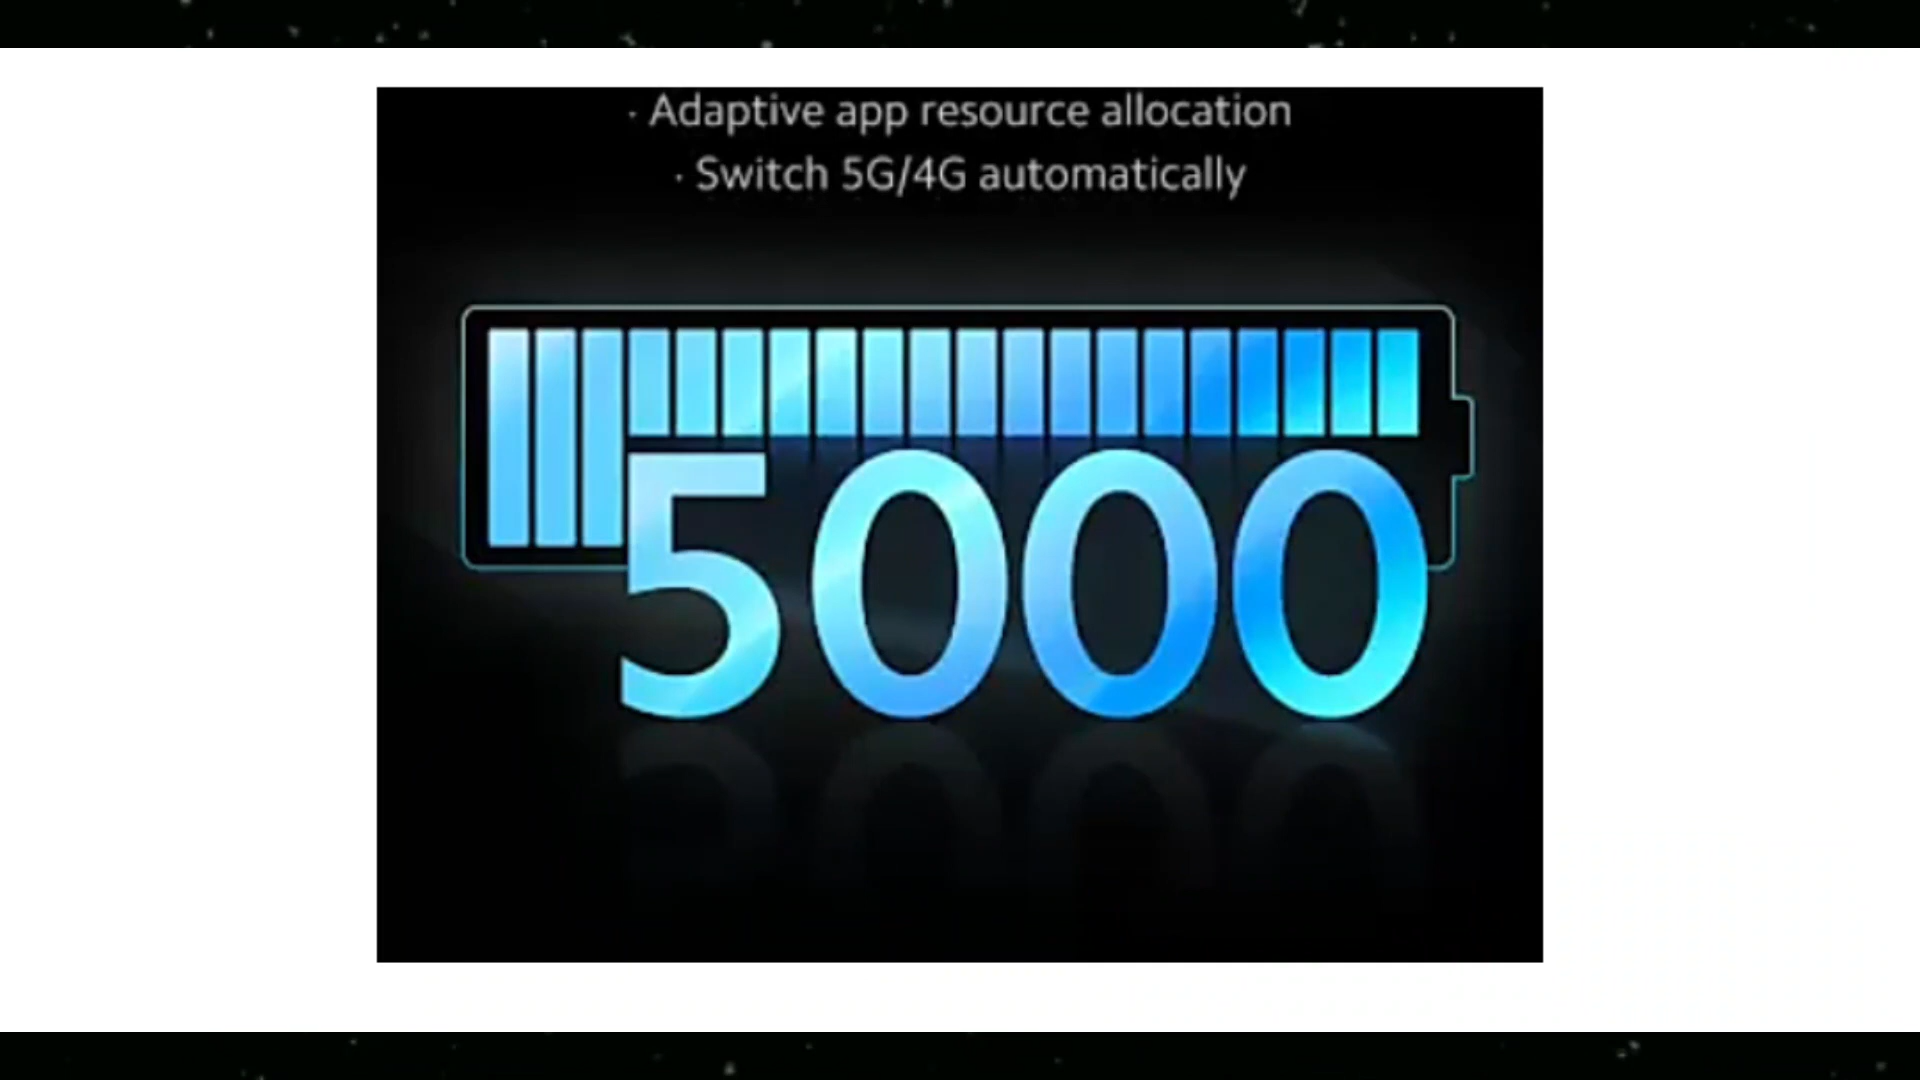 · Adaptive app resource allocation
· Switch 5G/4G automatically
5000